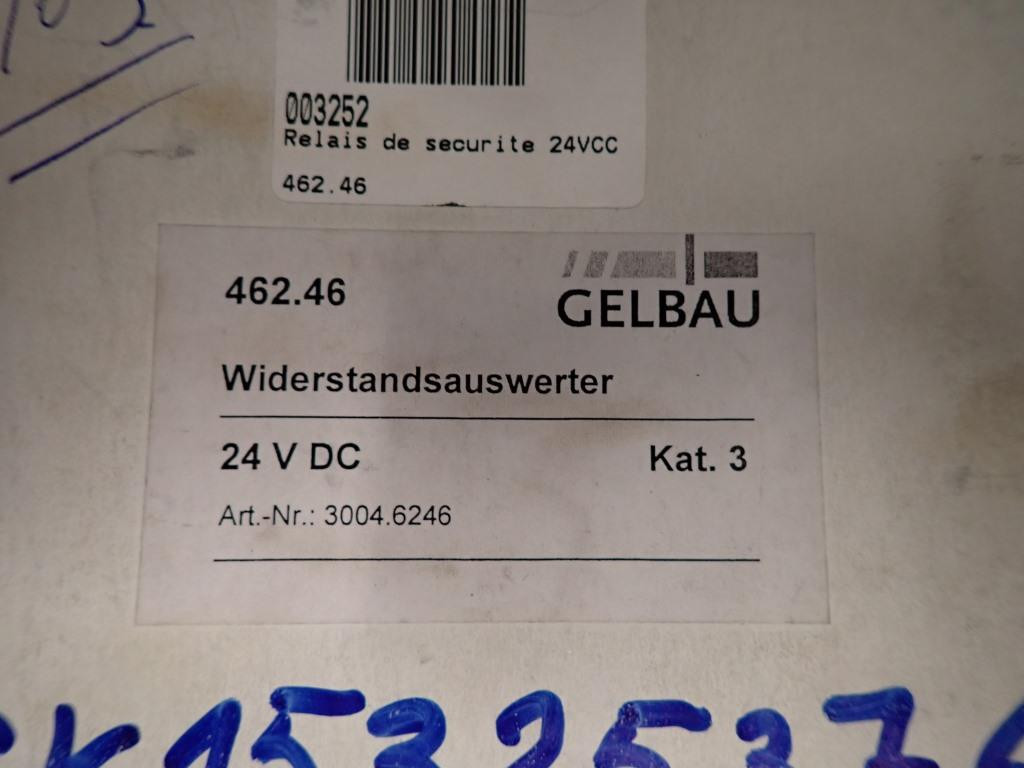 003252
Relais de securite 24VCC
462.46
462.46
GELBAU
Widerstandsauswerter
24 V DC
Kat. 3
Art.-Nr.: 3004.6246